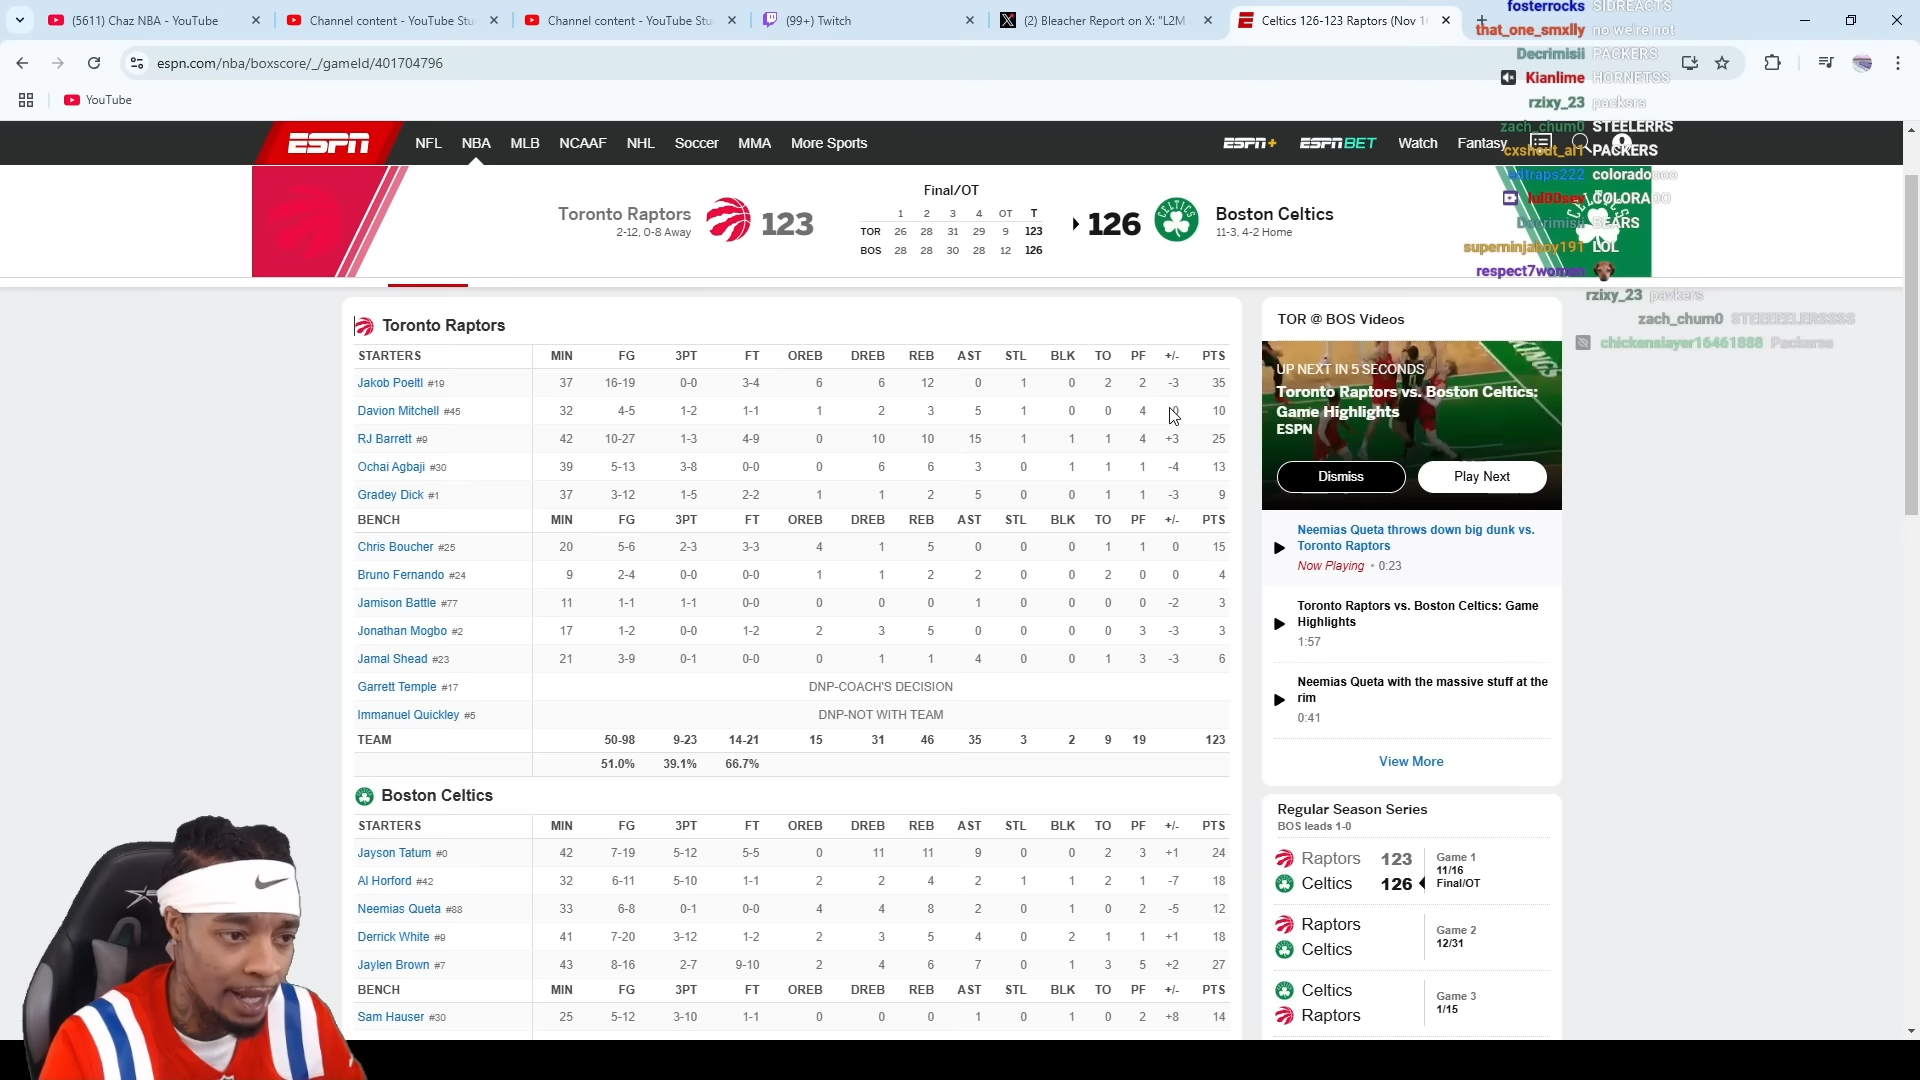 (5611) Chaz NBA - YouTube
Channel content - YouTube Stu
Channel content - YouTube Stu
(99+) Twitch
(2) Bleacher Report on X: "L2M
Celtics 126-123 Raptors (Nov 1
espn.com/nba/boxscore/_/gameId/401704796
YouTube
fosterrocks SIDREACTS
that_one_smxlly no we're not
Decrimisii PACKERS
Kianlime HORNETSS
rzixy_23 packsrs
zach_chum0 STEELERRS
cxshout_al1 PACKERS
coloradoooo
COLORADO
Decrimisii BEARS
superninjaboy191 LOL
respect7women
rzixy_23 pavkers
zach_chum0 STEEEEELERSSSS
chickenslayer16461888 Packerss
ESPN NFL NBA MLB NCAAF NHL Soccer MMA More Sports ESPN+ ESPN BET Watch Fantasy
Final/OT
Toronto Raptors 123
2-12, 0-8 Away
1 2 3 4 OT T
TOR 26 28 31 29 9 123
BOS 28 28 30 28 12 126
126 CELTICS Boston Celtics
11-3, 4-2 Home
Toronto Raptors
STARTERS MIN FG 3PT FT OREB DREB REB AST STL BLK TO PF +/- PTS
Jakob Poeltl #19 37 16-19 0-0 3-4 6 6 12 0 1 0 2 2 -3 35
Davion Mitchell #45 32 4-5 1-2 1-1 1 2 3 5 1 0 0 4 10
RJ Barrett #9 42 10-27 1-3 4-9 0 10 10 15 1 1 1 4 +3 25
Ochai Agbaji #30 39 5-13 3-8 0-0 0 6 6 3 0 1 1 1 -4 13
Gradey Dick #1 37 3-12 1-5 2-2 1 1 2 5 0 0 1 1 -3 9
BENCH MIN FG 3PT FT OREB DREB REB AST STL BLK TO PF +/- PTS
Chris Boucher #25 20 5-6 2-3 3-3 4 1 5 0 0 0 1 1 0 15
Bruno Fernando #24 9 2-4 0-0 0-0 1 1 2 2 0 0 2 0 0 4
Jamison Battle #77 11 1-1 1-1 0-0 0 0 0 1 0 0 0 0 -2 3
Jonathan Mogbo #2 17 1-2 0-0 1-2 2 3 5 0 0 0 0 3 -3 3
Jamal Shead #23 21 3-9 0-1 0-0 0 1 1 4 0 0 1 3 -3 6
Garrett Temple #17 DNP-COACH'S DECISION
Immanuel Quickley #5 DNP-NOT WITH TEAM
TEAM 50-98 9-23 14-21 15 31 46 35 3 2 9 19 123
51.0% 39.1% 66.7%
Boston Celtics
STARTERS MIN FG 3PT FT OREB DREB REB AST STL BLK TO PF +/- PTS
Jayson Tatum #0 42 7-19 5-12 5-5 0 11 11 9 0 0 2 3 +1 24
Al Horford #42 32 6-11 5-10 1-1 2 2 4 2 1 1 2 1 -7 18
Neemias Queta #88 33 6-8 0-1 0-0 4 4 8 2 0 1 0 2 -5 12
Derrick White #9 41 7-20 3-12 1-2 2 3 5 4 0 2 1 1 +1 18
Jaylen Brown #7 43 8-16 2-7 9-10 2 4 6 7 0 1 3 5 +2 27
BENCH MIN FG 3PT FT OREB DREB REB AST STL BLK TO PF +/- PTS
Sam Hauser #30 25 5-12 3-10 1-1 0 0 0 1 0 1 0 2 +8 14
TOR @ BOS Videos
UP NEXT IN 5 SECONDS
Toronto Raptors vs. Boston Celtics:
Game Highlights
ESPN
Dismiss Play Next
Neemias Queta throws down big dunk vs.
Toronto Raptors
Now Playing • 0:23
Toronto Raptors vs. Boston Celtics: Game
Highlights
1:57
Neemias Queta with the massive stuff at the
rim
0:41
View More
Regular Season Series
BOS leads 1-0
Raptors 123
Celtics 126
Game 1
11/16
Final/OT
Raptors
Celtics
Game 2
12/31
Celtics
Raptors
Game 3
1/15